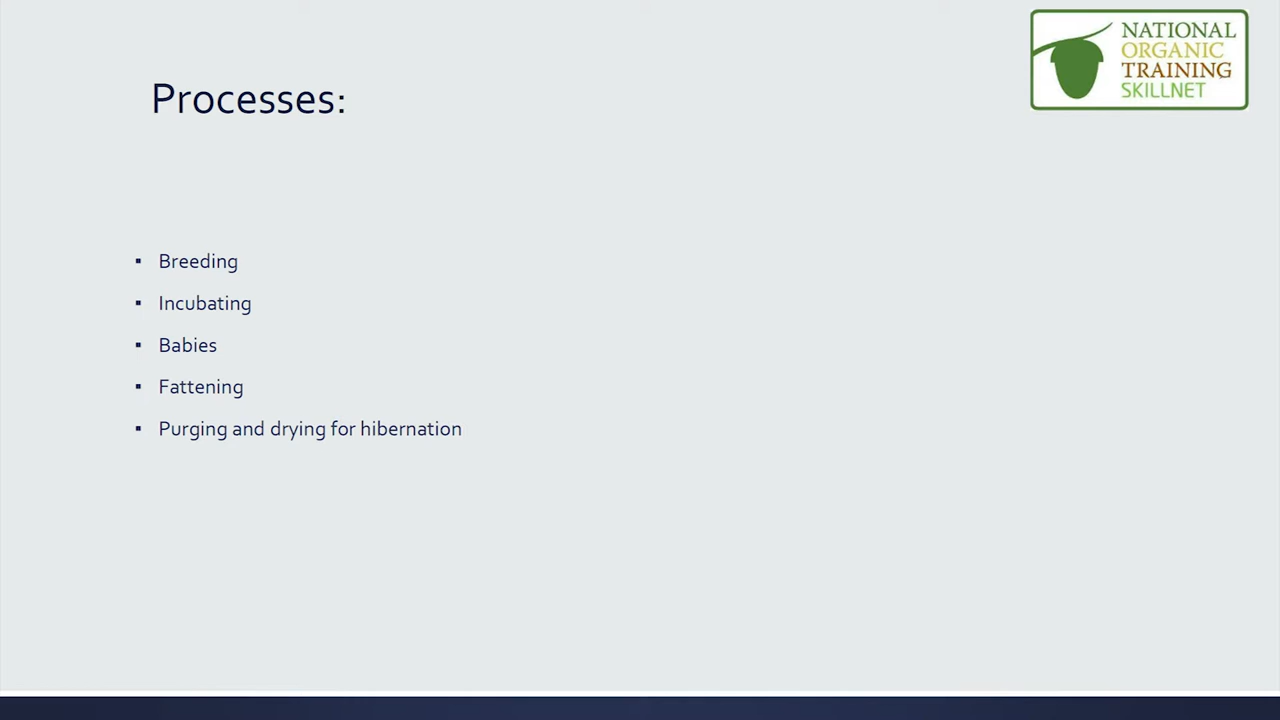 NATIONAL
ORGANIC
TRAINING
SKILLNET
Processes:
▪ Breeding
▪ Incubating
▪ Babies
▪ Fattening
▪ Purging and drying for hibernation